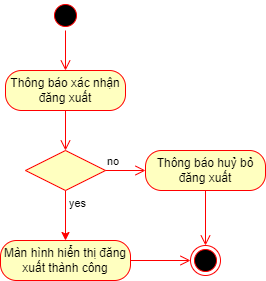 Thông báo xác nhận
đăng xuất
no
Thông báo huỷ bỏ
đăng xuất
yes
Màn hình hiển thị đăng
xuất thành công